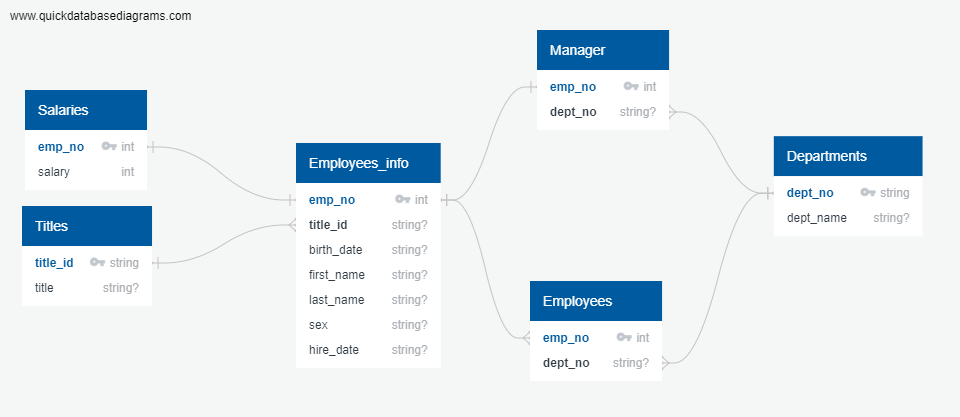 www.quickdatabasediagrams.com
Salaries
emp_no int
salary int
Titles
title_id string
title string?
Employees_info
emp_no int
title_id string?
birth_date string?
first_name string?
last_name string?
sex string?
hire_date string?
Manager
emp_no int
dept_no string?
Employees
emp_no int
dept_no string?
Departments
dept_no string
dept_name string?